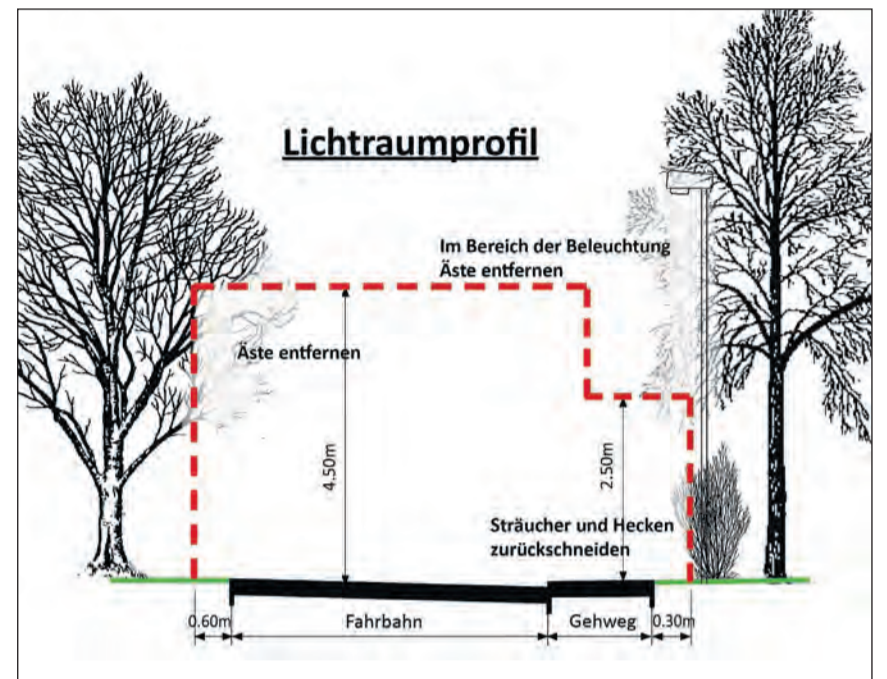 Lichtraumprofil
Im Bereich der Beleuchtung
Äste entfernen
Äste entfernen
4.50m
2.50m
Sträucher und Hecken
zurückschneiden
0.60m Fahrbahn Gehweg 0.30m